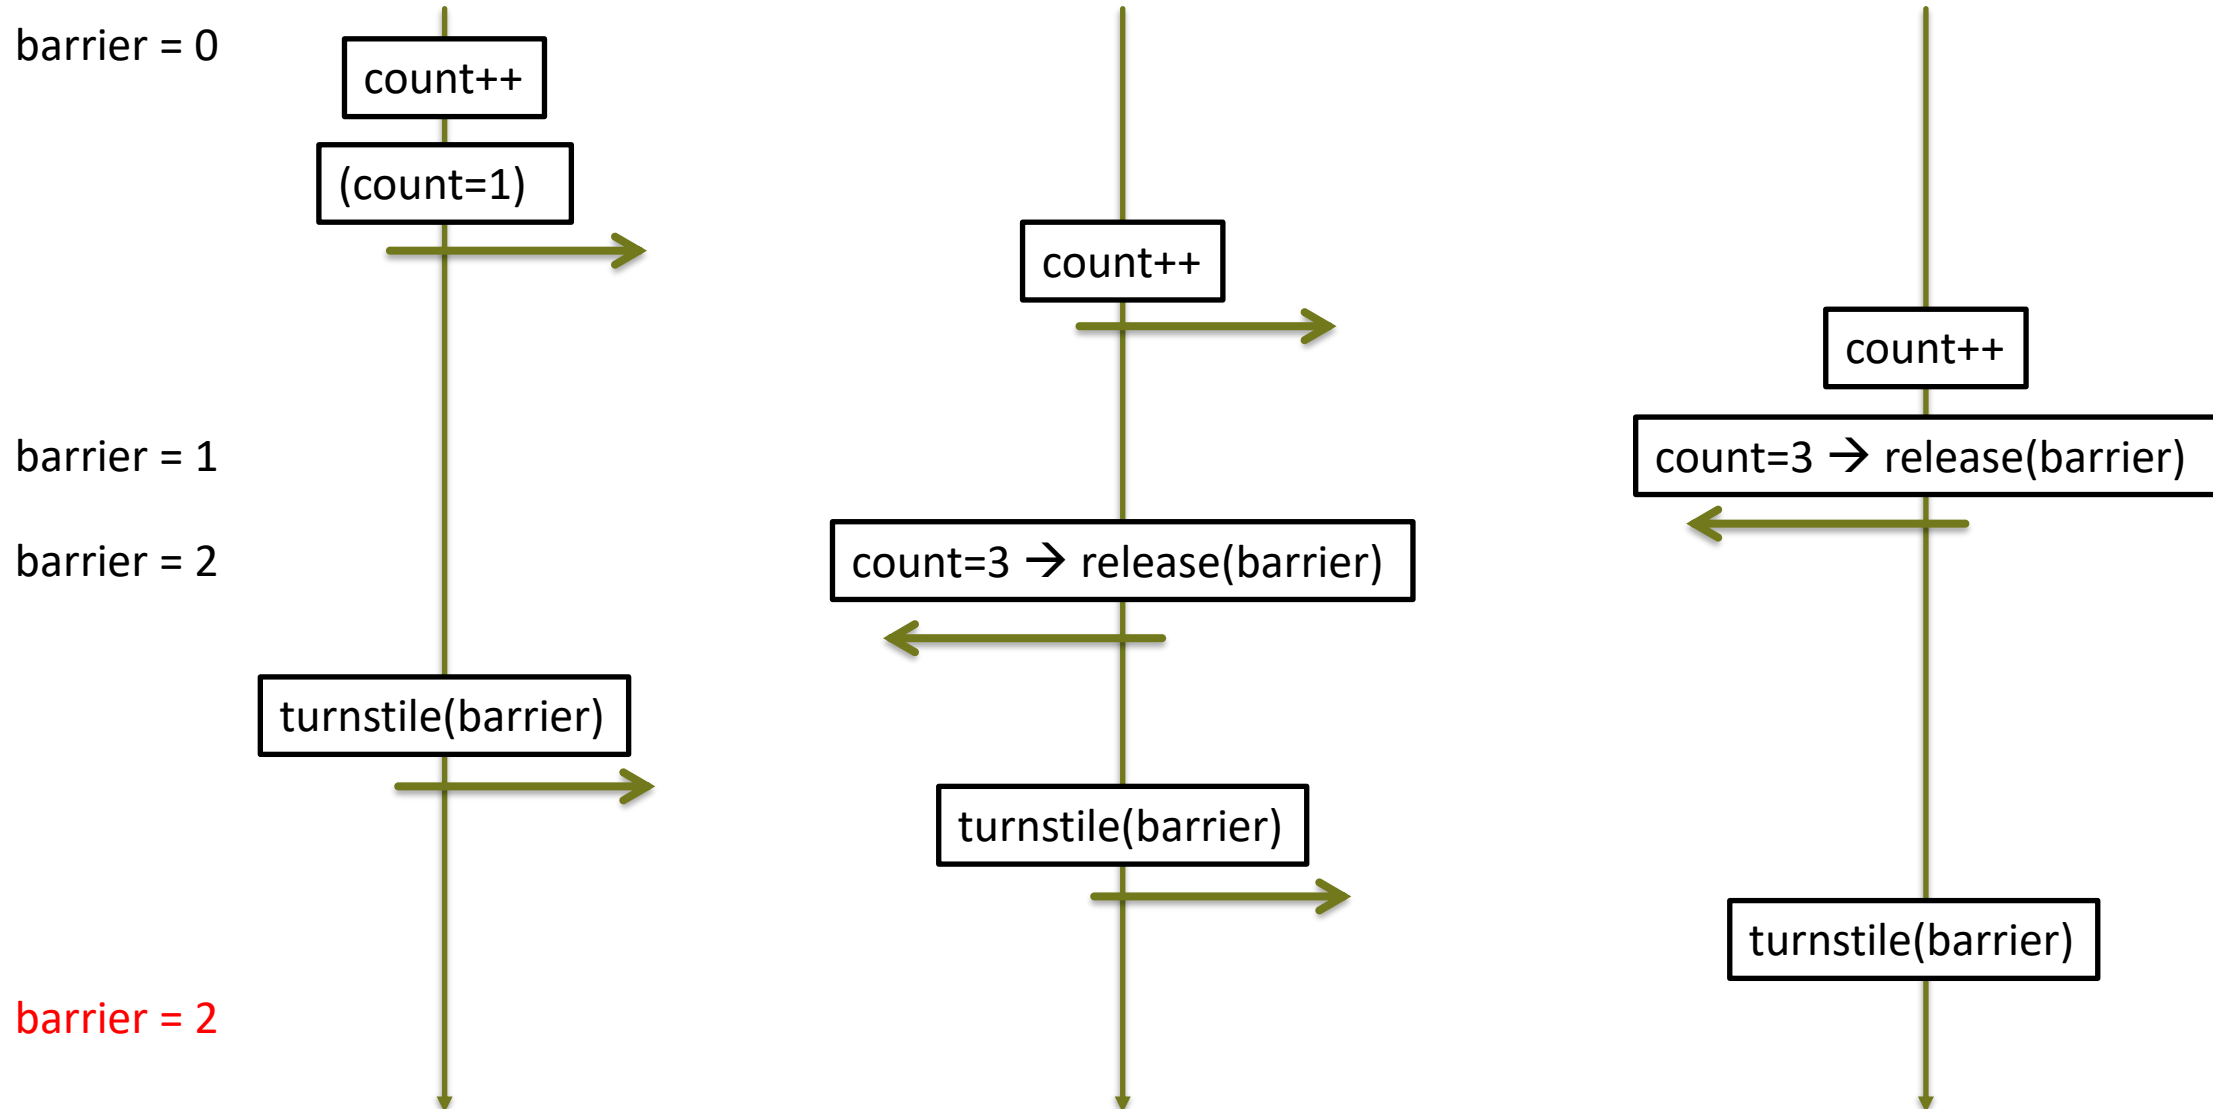 barrier = 0
count++
(count=1)
count++
count++
barrier = 1
count=3 → release(barrier)
barrier = 2
count=3 → release(barrier)
turnstile(barrier)
turnstile(barrier)
turnstile(barrier)
barrier = 2